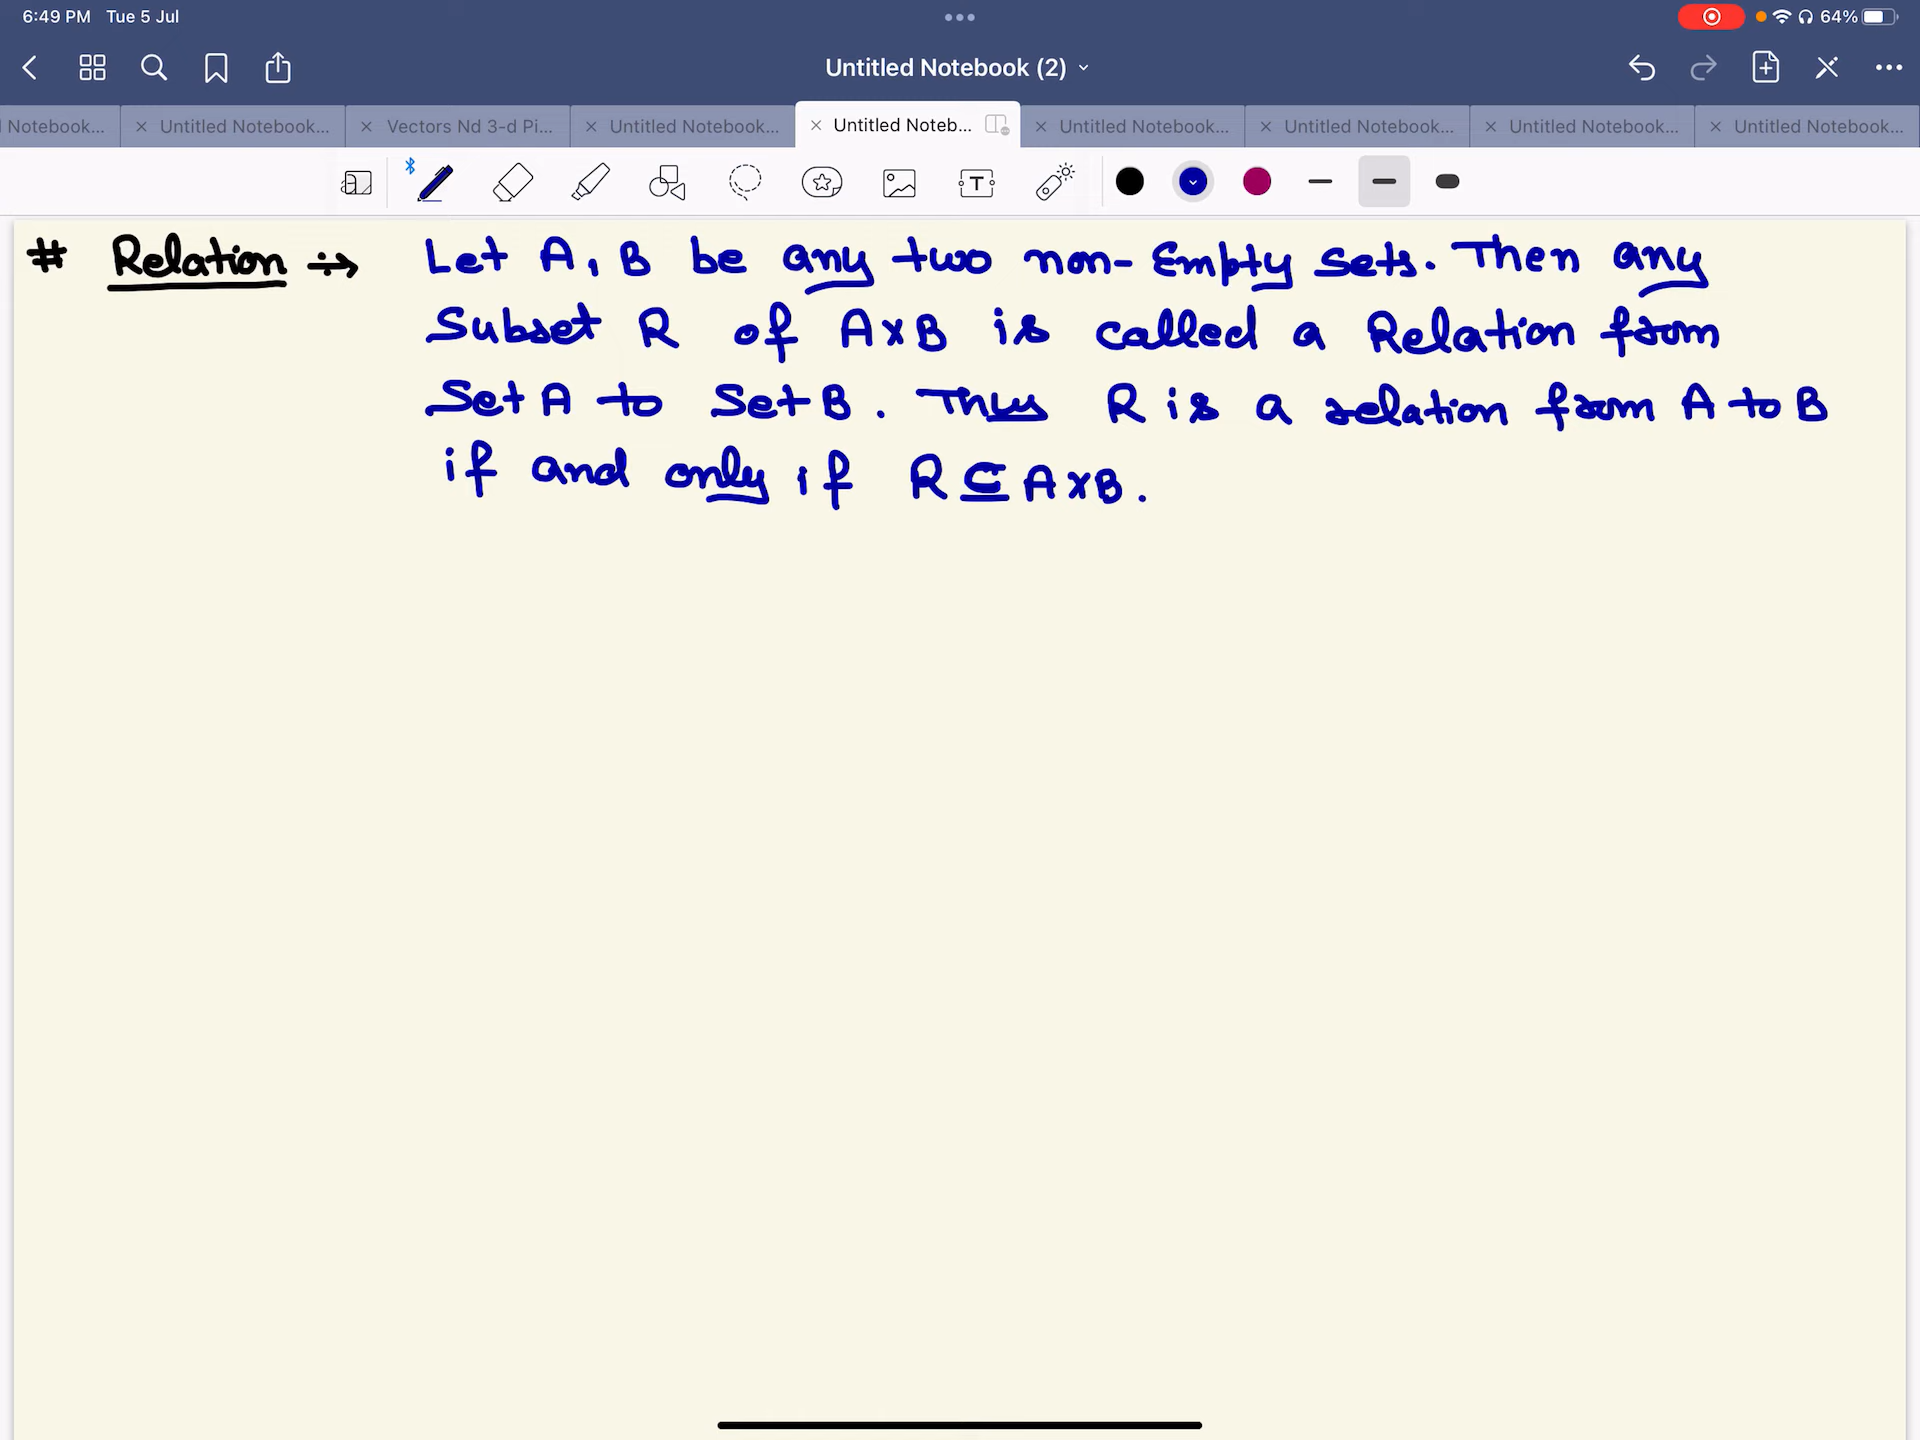 6:49 PM Tue 5 Jul
64%
Untitled Notebook (2)
Notebook... Untitled Notebook... Vectors Nd 3-d Pi... Untitled Notebook... Untitled Noteb... Untitled Notebook... Untitled Notebook... Untitled Notebook... Untitled Notebook...
# Relation ÷→ Let A, B be any two non-Empty sets. Then any
Subset R of A×B is called a Relation from
Set A to Set B. Thus R is a relation from A to B
if and only if R ⊆ A×B.